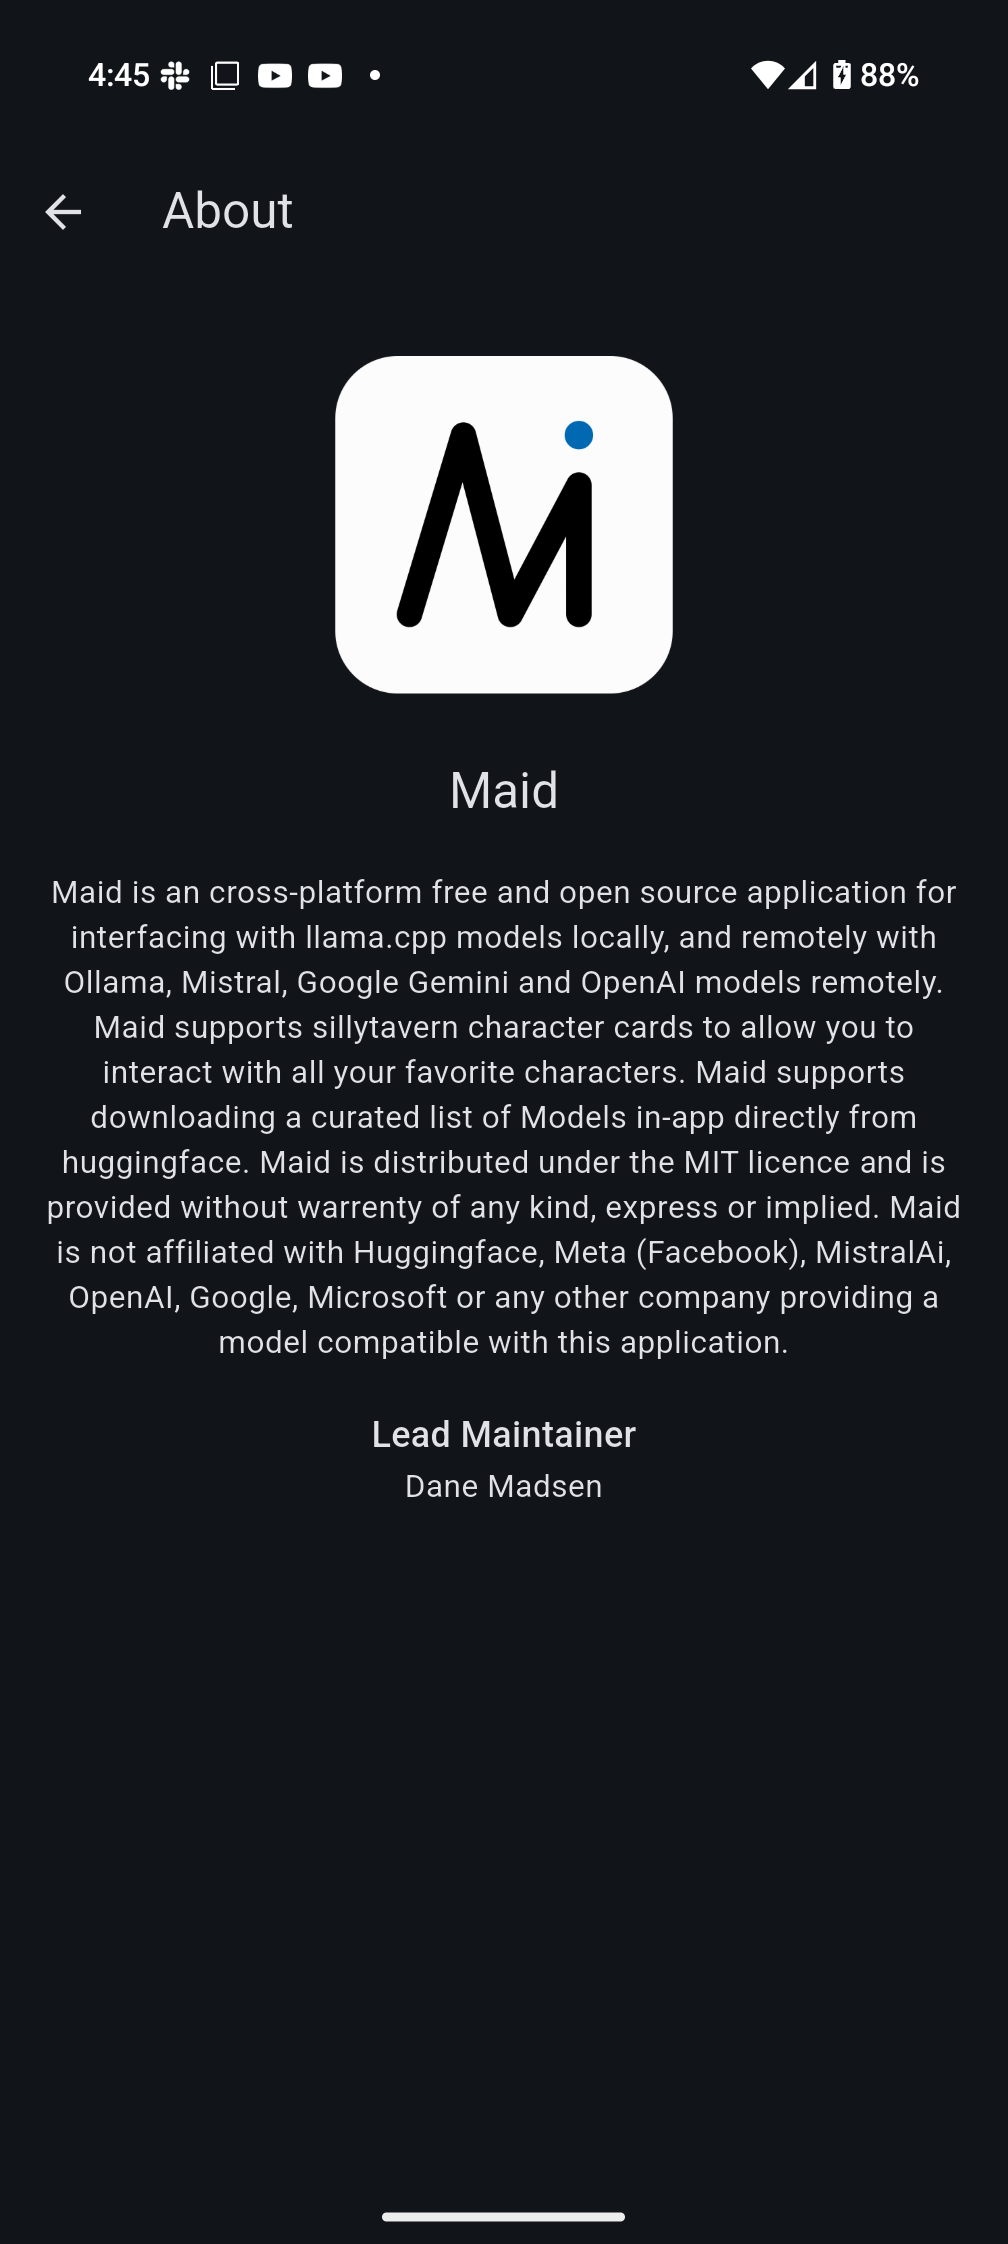 4:45
88%
About
Maid
Maid is an cross-platform free and open source application for
interfacing with llama.cpp models locally, and remotely with
Ollama, Mistral, Google Gemini and OpenAI models remotely.
Maid supports sillytavern character cards to allow you to
interact with all your favorite characters. Maid supports
downloading a curated list of Models in-app directly from
huggingface. Maid is distributed under the MIT licence and is
provided without warrenty of any kind, express or implied. Maid
is not affiliated with Huggingface, Meta (Facebook), MistralAi,
OpenAI, Google, Microsoft or any other company providing a
model compatible with this application.
Lead Maintainer
Dane Madsen